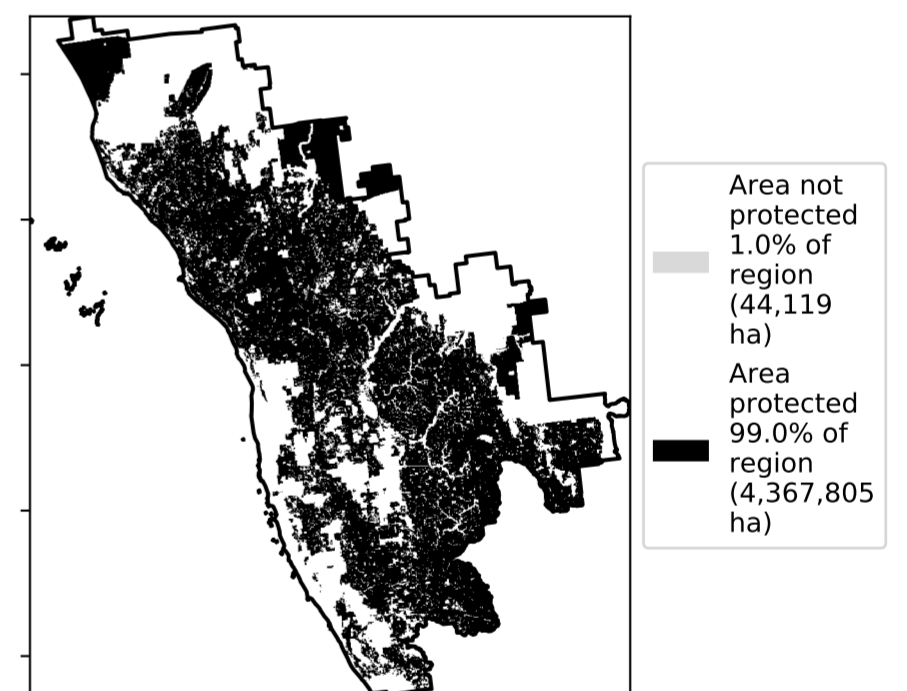 Area not
protected
1.0% of
region
(44,119
ha)
Area
protected
99.0% of
region
(4,367,805
ha)